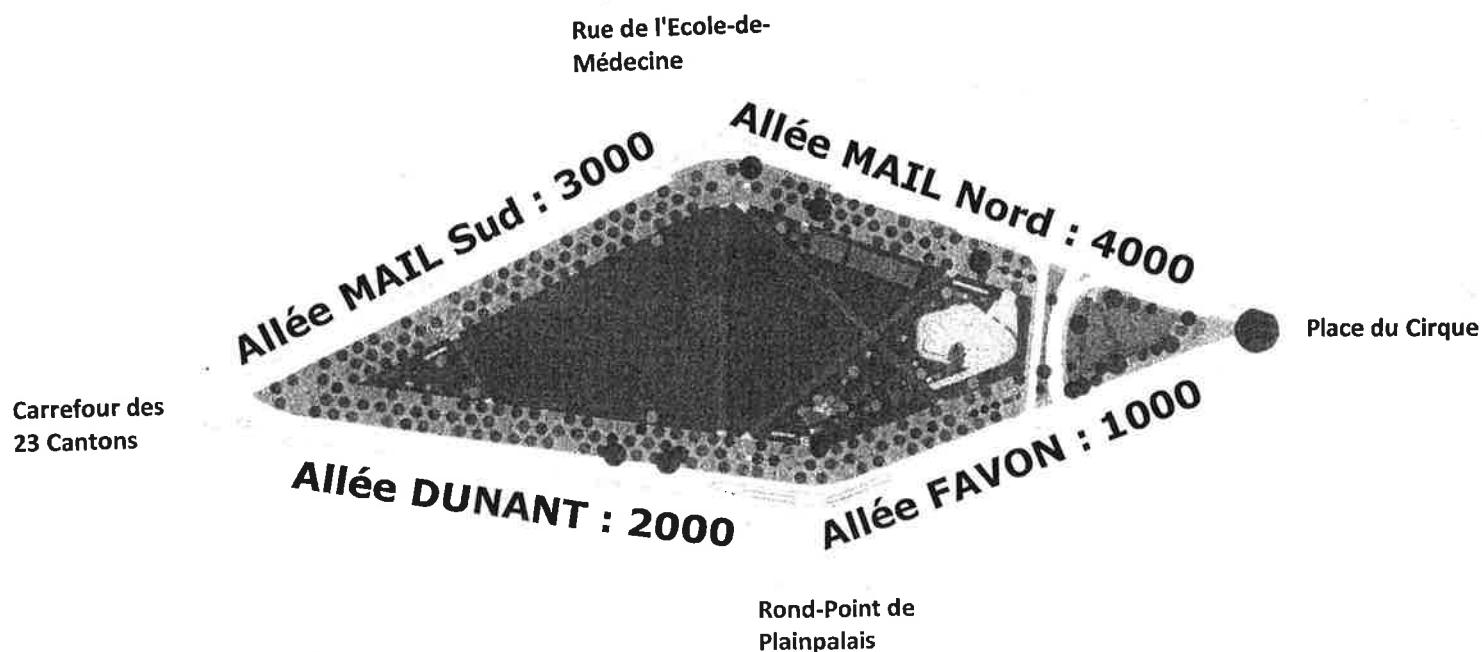 Rue de l'Ecole-de-
Médecine
Allée MAIL Sud : 3000
Allée MAIL Nord : 4000
Place du Cirque
Carrefour des
23 Cantons
Allée DUNANT : 2000
Allée FAVON : 1000
Rond-Point de
Plainpalais